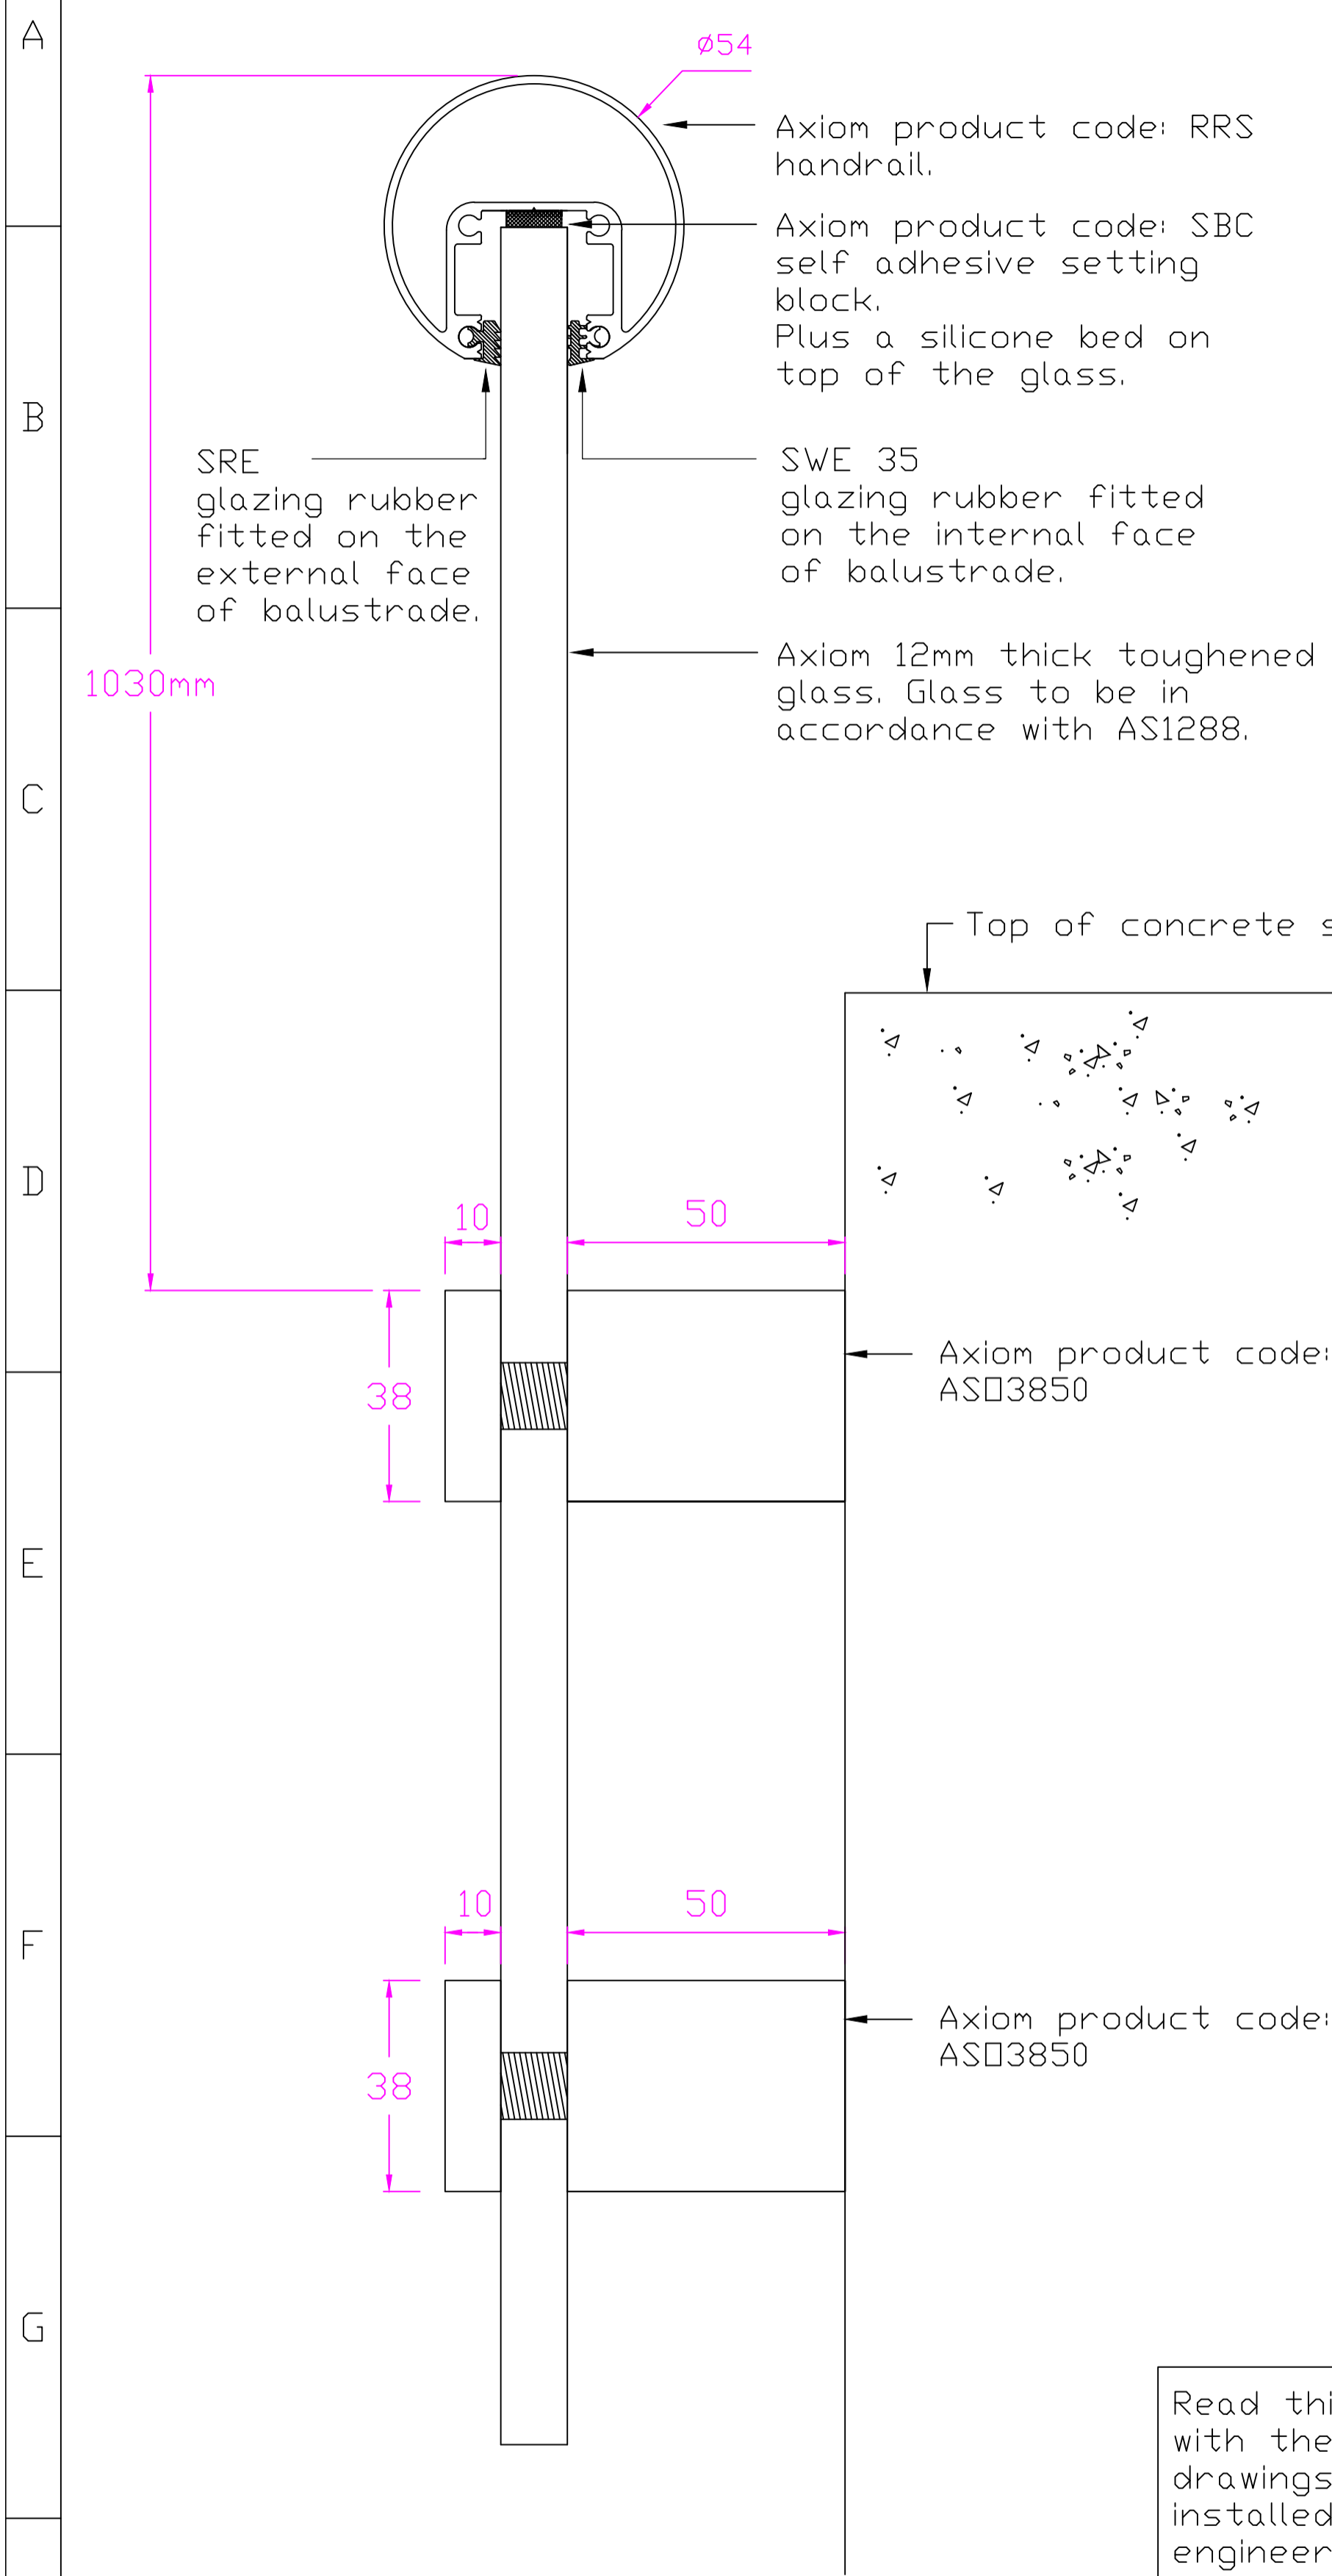 A
B
C
D
E
F
G
ø54
Axiom product code: RRS
handrail.
Axiom product code: SBC
self adhesive setting
block.
Plus a silicone bed on
top of the glass.
SRE
glazing rubber
fitted on the
external face
of balustrade.
SWE 35
glazing rubber fitted
on the internal face
of balustrade.
1030mm
Axiom 12mm thick toughened
glass. Glass to be in
accordance with AS1288.
Top of concrete
10
50
38
Axiom product code:
AS□3850
10
50
38
Axiom product code:
AS□3850
Read
with the
drawings
installed
engineer